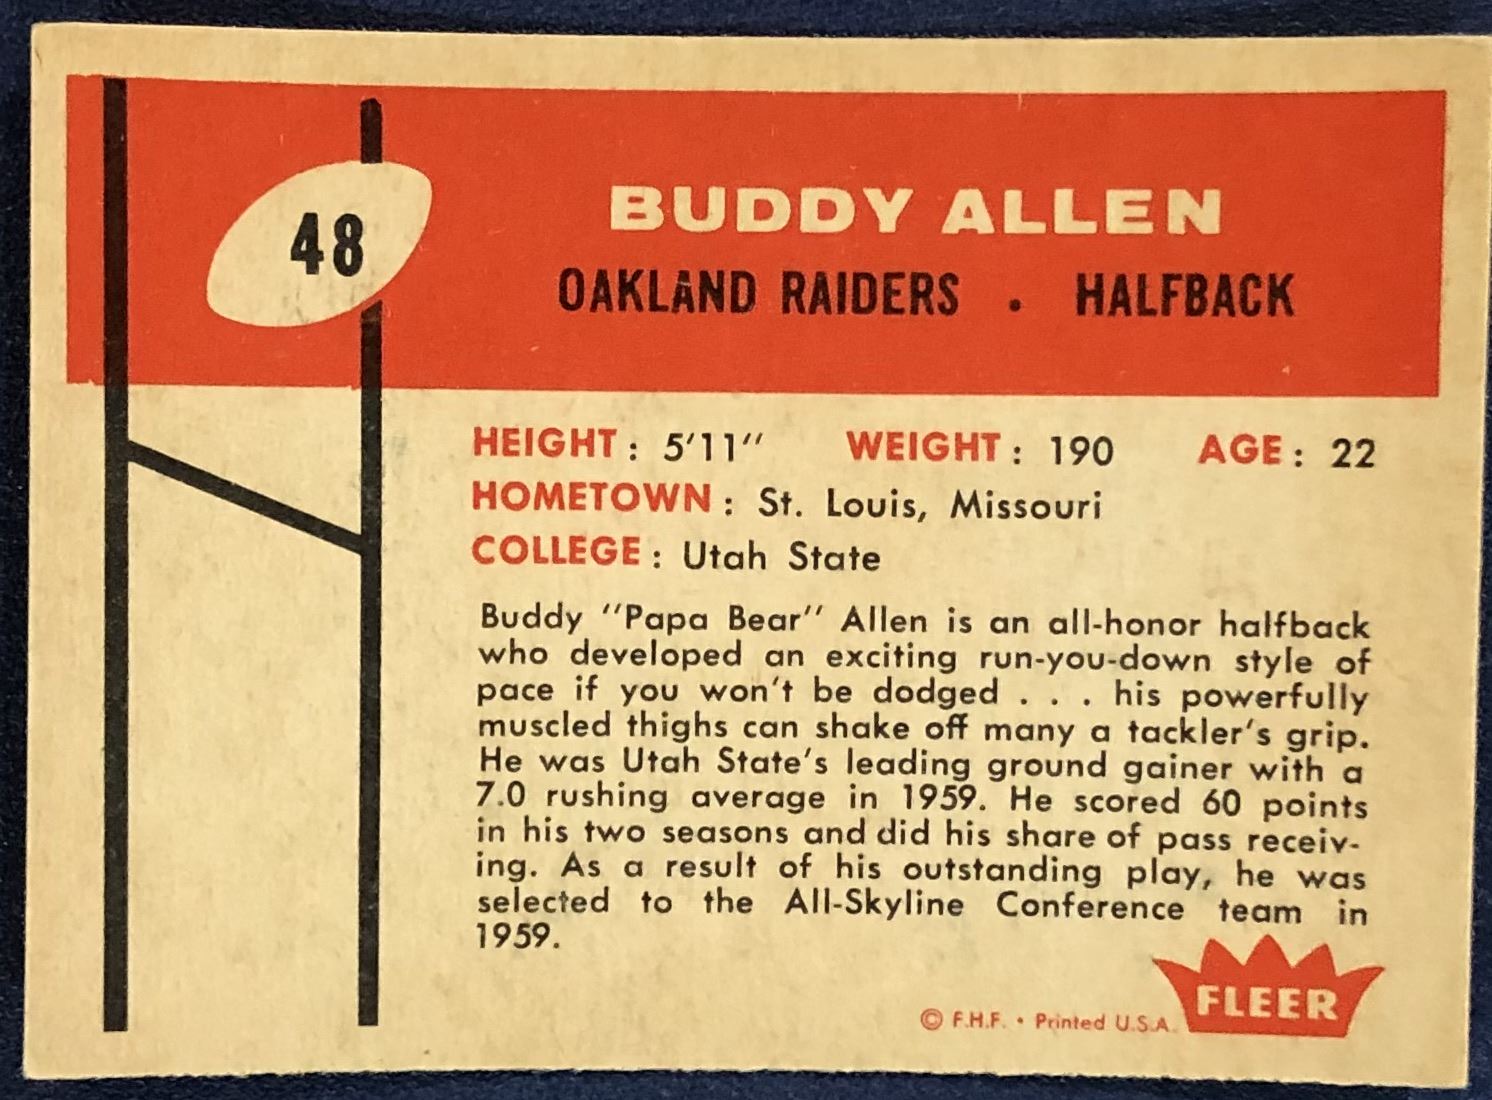 48
BUDDY ALLEN
OAKLAND RAIDERS . HALFBACK
HEIGHT : 5'11" WEIGHT : 190 AGE : 22
HOMETOWN : St. Louis, Missouri
COLLEGE : Utah State
Buddy "Papa Bear" Allen is an all-honor halfback
who developed an exciting run-you-down style of
pace if you won't be dodged . . . his powerfully
muscled thighs can shake off many a tackler's grip.
He was Utah State's leading ground gainer with a
7.0 rushing average in 1959. He scored 60 points
in his two seasons and did his share of pass receiv-
ing. As a result of his outstanding play, he was
selected to the All-Skyline Conference team in
1959.
© F.H.F. • Printed U.S.A.
FLEER